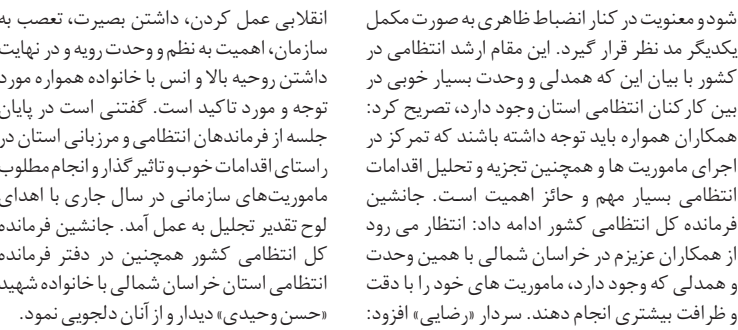 شود و معنویت در کنار انضباط ظاهری به صورت مکمل
یکدیگر مد نظر قرار گیرد. این مقام ارشد انتظامی در
کشور با بیان این که همدلی و وحدت بسیار خوبی در
بین کارکنان انتظامی استان وجود دارد، تصریح کرد:
همکاران همواره باید توجه داشته باشند که تمرکز در
اجرای ماموریت ها و همچنین تجزیه و تحلیل اقدامات
انتظامی بسیار مهم و حائز اهمیت است. جانشین
فرمانده کل انتظامی کشور ادامه داد: انتظار می رود
از همکاران عزیزم در خراسان شمالی با همین وحدت
و همدلی که وجود دارد، ماموریت های خود را با دقت
و ظرافت بیشتری انجام دهند. سردار «رضایی» افزود:
انقلابی عمل کردن، داشتن بصیرت، تعصب به
سازمان، اهمیت به نظم و وحدت رویه و در نهایت
داشتن روحیه بالا و انس با خانواده همواره مورد
توجه و مورد تاکید است. گفتنی است در پایان
جلسه از فرماندهان انتظامی و مرزبانی استان در
راستای اقدامات خوب و تاثیر گذار و انجام مطلوب
ماموریت‌های سازمانی در سال جاری با اهدای
لوح تقدیر تجلیل به عمل آمد. جانشین فرمانده
کل انتظامی کشور همچنین در دفتر فرمانده
انتظامی استان خراسان شمالی با خانواده شهید
«حسن وحیدی» دیدار و از آنان دلجویی نمود.